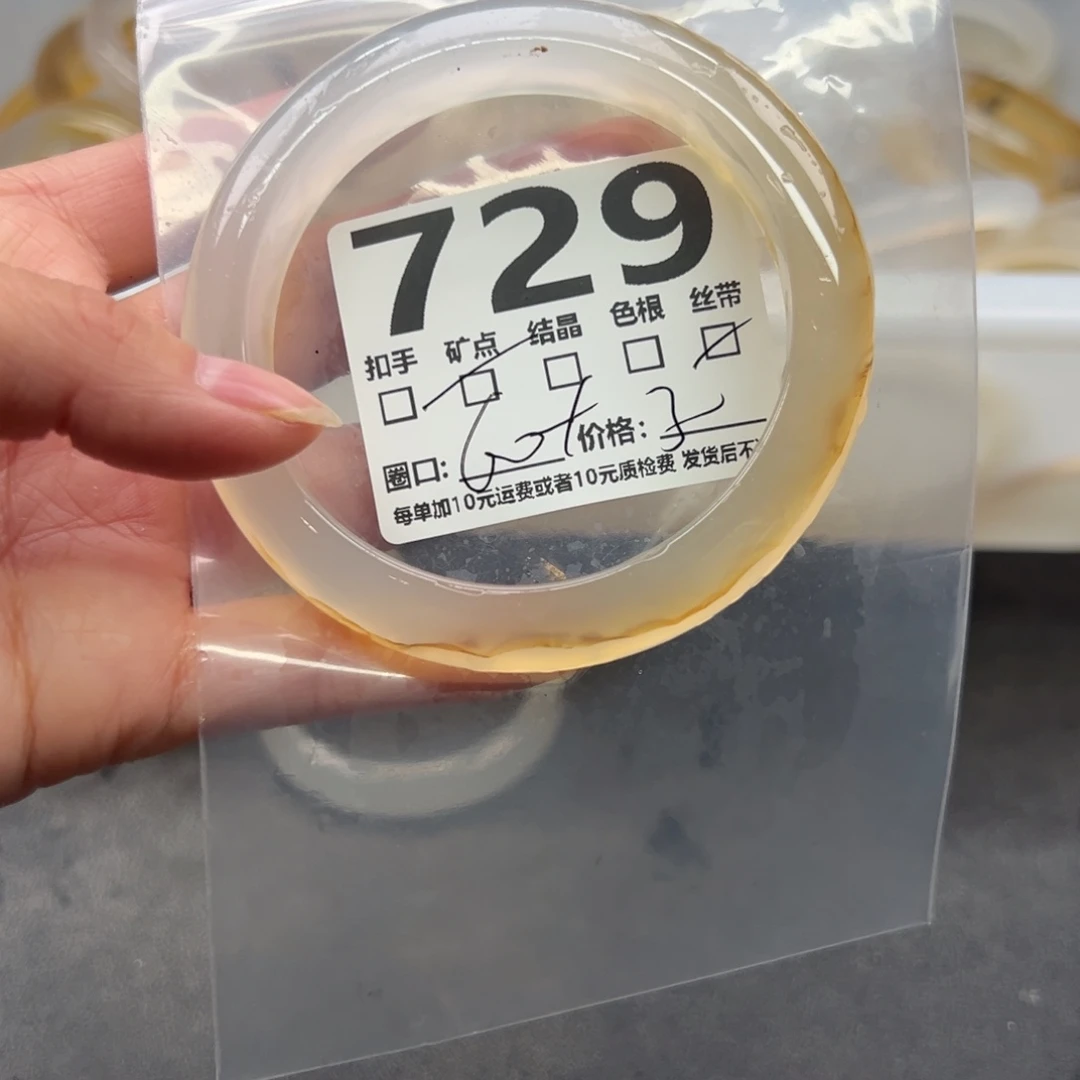 729
扣手 矿点 结晶 色根 丝带
圈口: 60+ 价格:
每单加10元运费或者10元质检费 发货后不